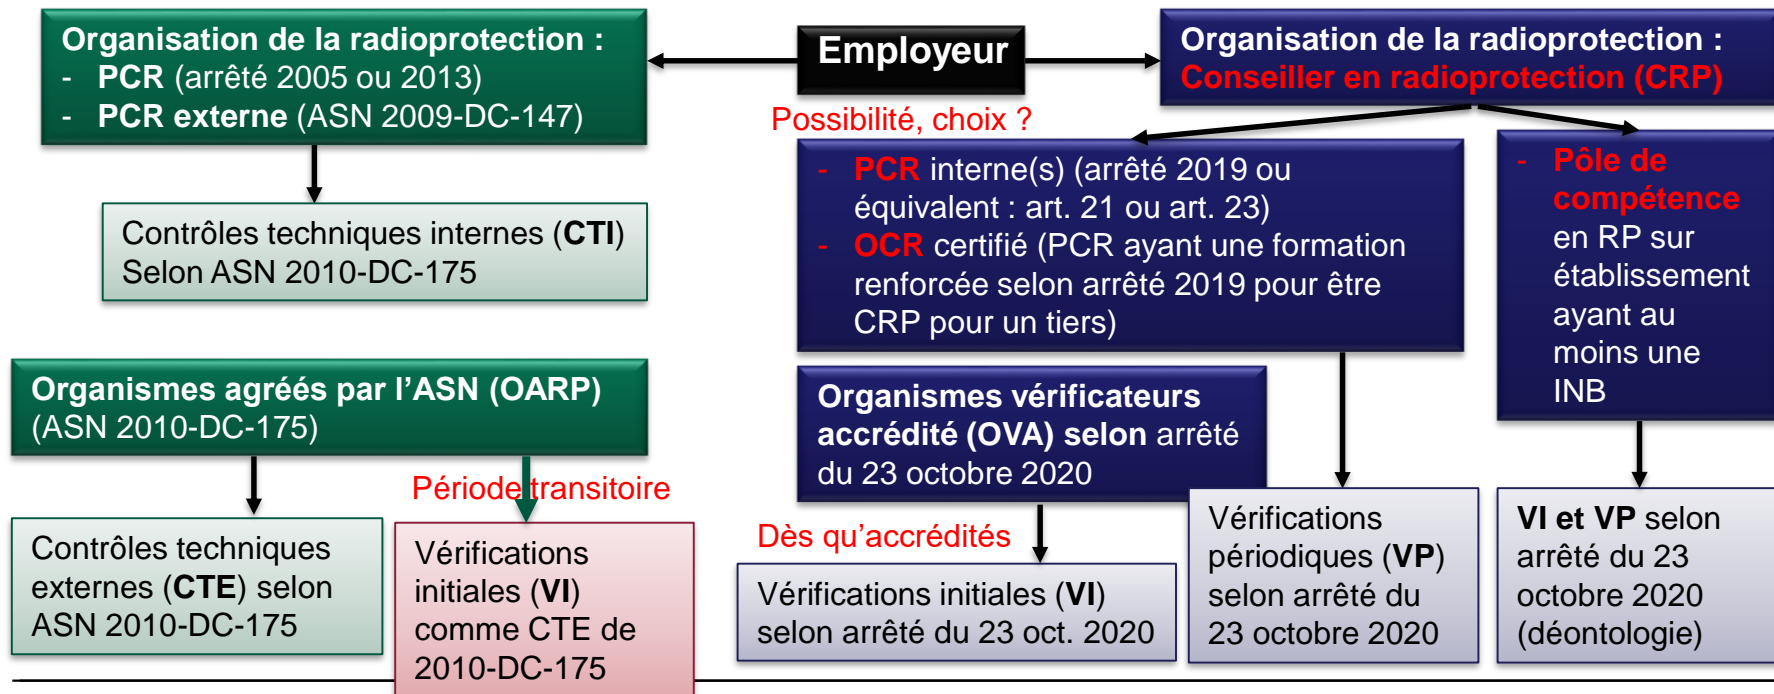 Organisation de la radioprotection :
- PCR (arrêté 2005 ou 2013)
- PCR externe (ASN 2009-DC-147)
Employeur
Organisation de la radioprotection :
Conseiller en radioprotection (CRP)
Possibilité, choix ?
Contrôles techniques internes (CTI)
Selon ASN 2010-DC-175
- PCR interne(s) (arrêté 2019 ou
équivalent : art. 21 ou art. 23)
- OCR certifié (PCR ayant une formation
renforcée selon arrêté 2019 pour être
CRP pour un tiers)
- Pôle de
compétence
en RP sur
établissement
ayant au
moins une
INB
Organismes agréés par l’ASN (OARP)
(ASN 2010-DC-175)
Organismes vérificateurs
accrédité (OVA) selon arrêté
du 23 octobre 2020
Période transitoire
Contrôles techniques
externes (CTE) selon
ASN 2010-DC-175
Vérifications
initiales (VI)
comme CTE de
2010-DC-175
Dès qu’accrédités
Vérifications initiales (VI)
selon arrêté du 23 oct. 2020
Vérifications
périodiques (VP)
selon arrêté du
23 octobre 2020
VI et VP selon
arrêté du 23
octobre 2020
(déontologie)